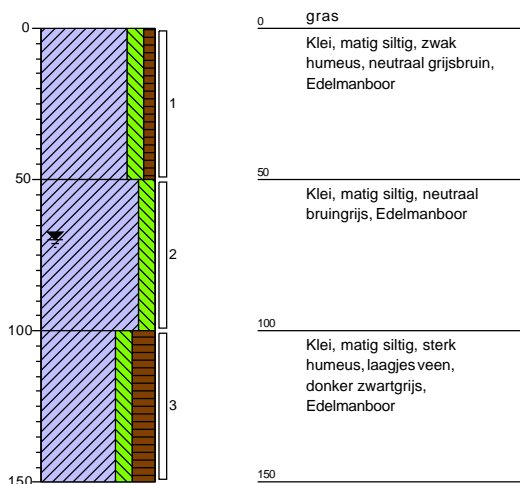 0
50
100
150
1
2
3
0
gras
Klei, matig siltig, zwak
humeus, neutraal grijsbruin,
Edelmanboor
50
Klei, matig siltig, neutraal
bruingrijs, Edelmanboor
100
Klei, matig siltig, sterk
humeus, laagjes veen,
donker zwartgrijs,
Edelmanboor
150